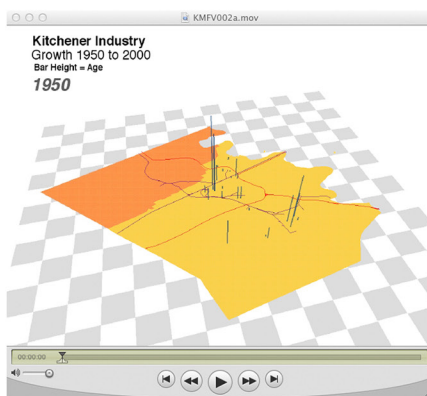 KMFV002a.mov
Kitchener Industry
Growth 1950 to 2000
Bar Height = Age
1950
00:00:00